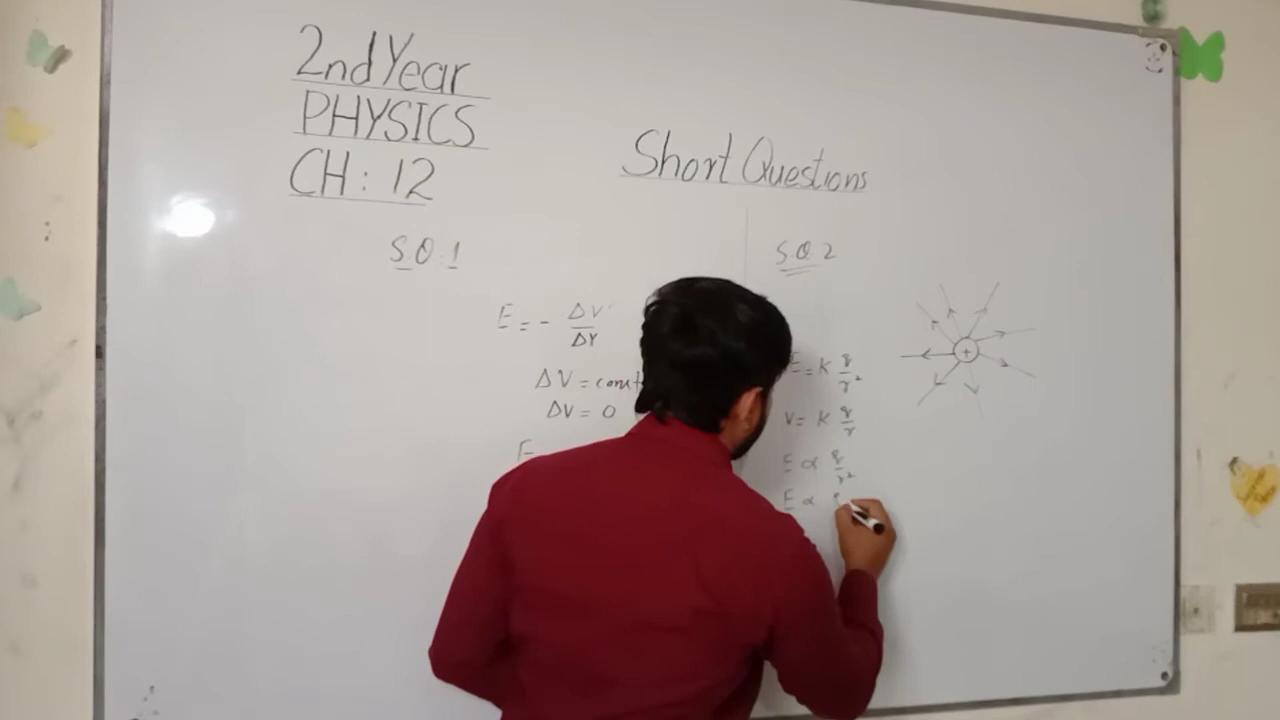 2nd Year
PHYSICS
CH: 12
Short Questions
S.Q.1
E = - ΔV/Δr
ΔV = const
ΔV = 0
E
S.Q.2
E = K q/r²
V = K q/r
E ∝ q/r²
E ∝
+